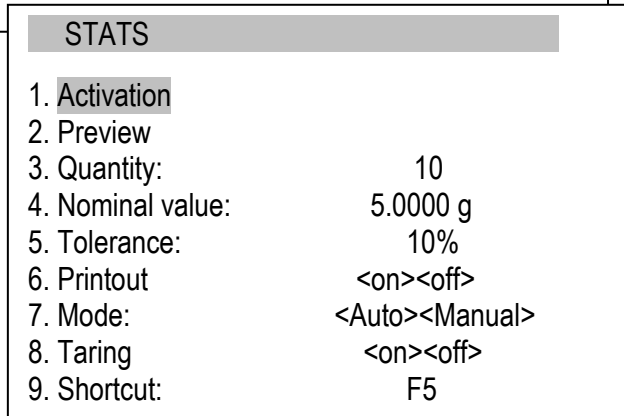 STATS
1. Activation
2. Preview
3. Quantity: 10
4. Nominal value: 5.0000 g
5. Tolerance: 10%
6. Printout <on><off>
7. Mode: <Auto><Manual>
8. Taring <on><off>
9. Shortcut: F5